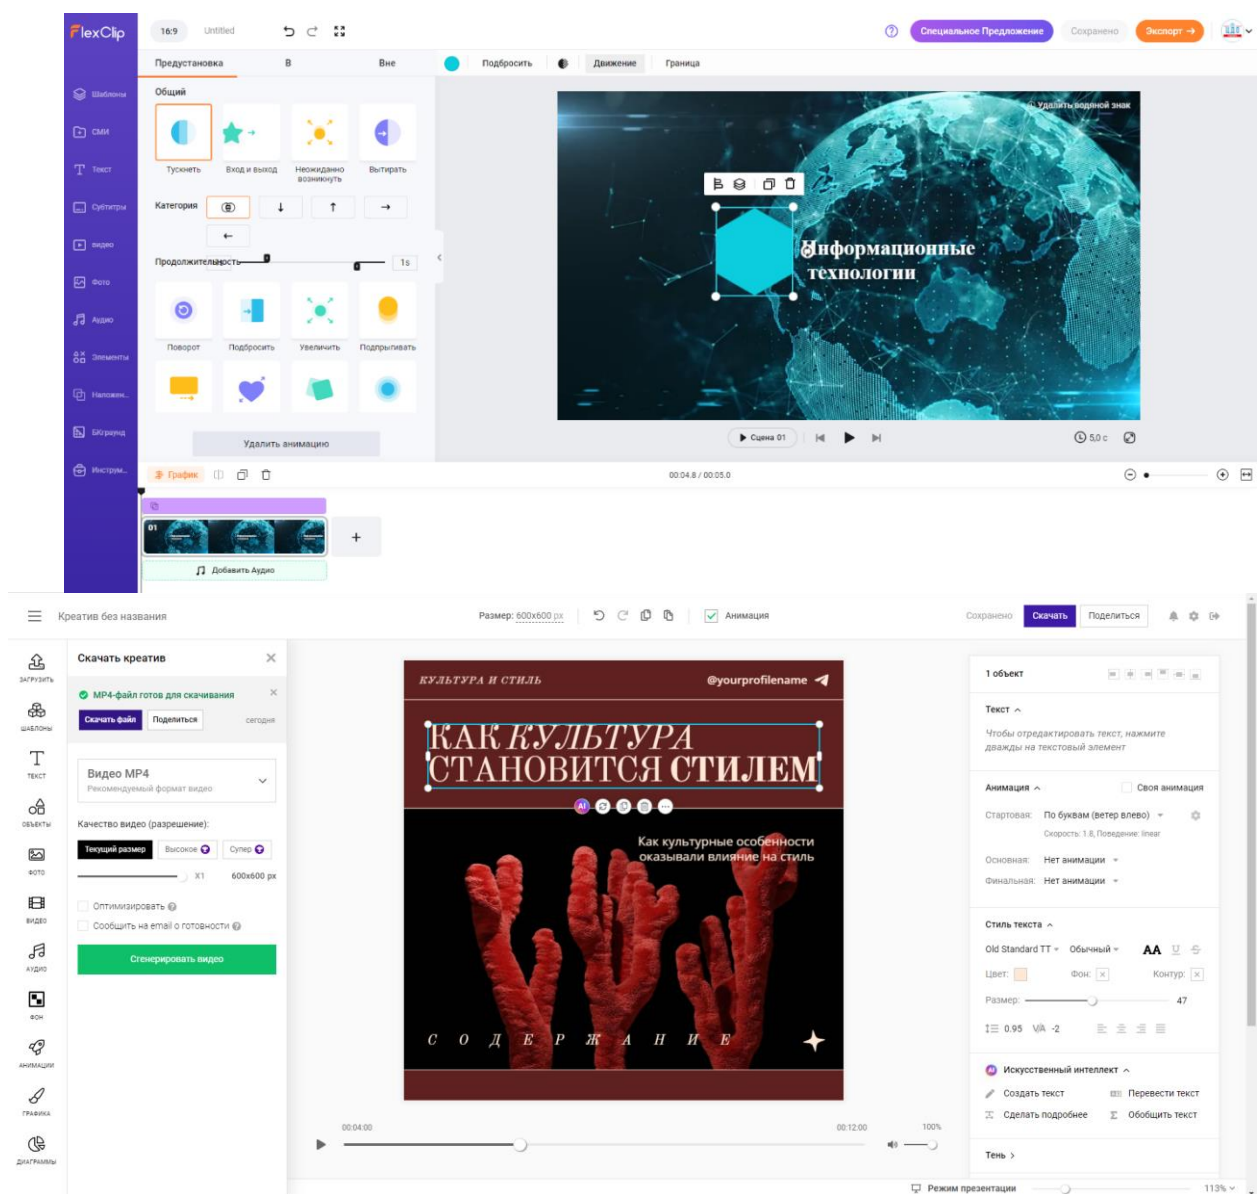 FlexClip
16:9
Untitled
Специальное Предложение
Сохранено
Экспорт →
Предустановка
В
Вне
Подбросить
Движение
Граница
Шаблоны
СМИ
Текст
Субтитры
видео
Фото
Аудио
Элементы
Наложен...
БКграунд
Инструм...
Общий
Тускнеть
Вход и выход
Неожиданно
возникнуть
Вытирать
Категория
Продолжительность
1s
Поворот
Подбросить
Увеличить
Подпрыгивать
Удалить анимацию
Удалить водяной знак
Информационные
технологии
Сцена 01
5,0 с
График
00:04.8 / 00:05.0
01
+
Добавить Аудио
Креатив без названия
Размер: 600x600 px
Анимация
Сохранено
Скачать
Поделиться
ЗАГРУЗИТЬ
ШАБЛОНЫ
ТЕКСТ
ОБЪЕКТЫ
ФОТО
ВИДЕО
АУДИО
ФОН
АНИМАЦИИ
ГРАФИКА
ДИАГРАММЫ
Скачать креатив
MP4-файл готов для скачивания
Скачать файл
Поделиться
сегодня
Видео MP4
Рекомендуемый формат видео
Качество видео (разрешение):
Текущий размер
Высокое
Супер
X1
600x600 px
Оптимизировать
Сообщить на email о готовности
Сгенерировать видео
КУЛЬТУРА И СТИЛЬ
@yourprofilename
КАК КУЛЬТУРА
СТАНОВИТСЯ СТИЛЕМ
AI
Как культурные особенности
оказывали влияние на стиль
СОДЕРЖАНИЕ
00:04:00
00:12:00
100%
1 объект
Текст
Чтобы отредактировать текст, нажмите
дважды на текстовый элемент
Анимация
Своя анимация
Стартовая: По буквам (ветер влево)
Скорость: 1.8, Поведение: linear
Основная: Нет анимации
Финальная: Нет анимации
Стиль текста
Old Standard TT
Обычный
AA U S
Цвет:
Фон:
Контур:
Размер:
47
0.95
V/A -2
AI Искусственный интеллект
Создать текст
Перевести текст
Сделать подробнее
Обобщить текст
Тень
Режим презентации
113%